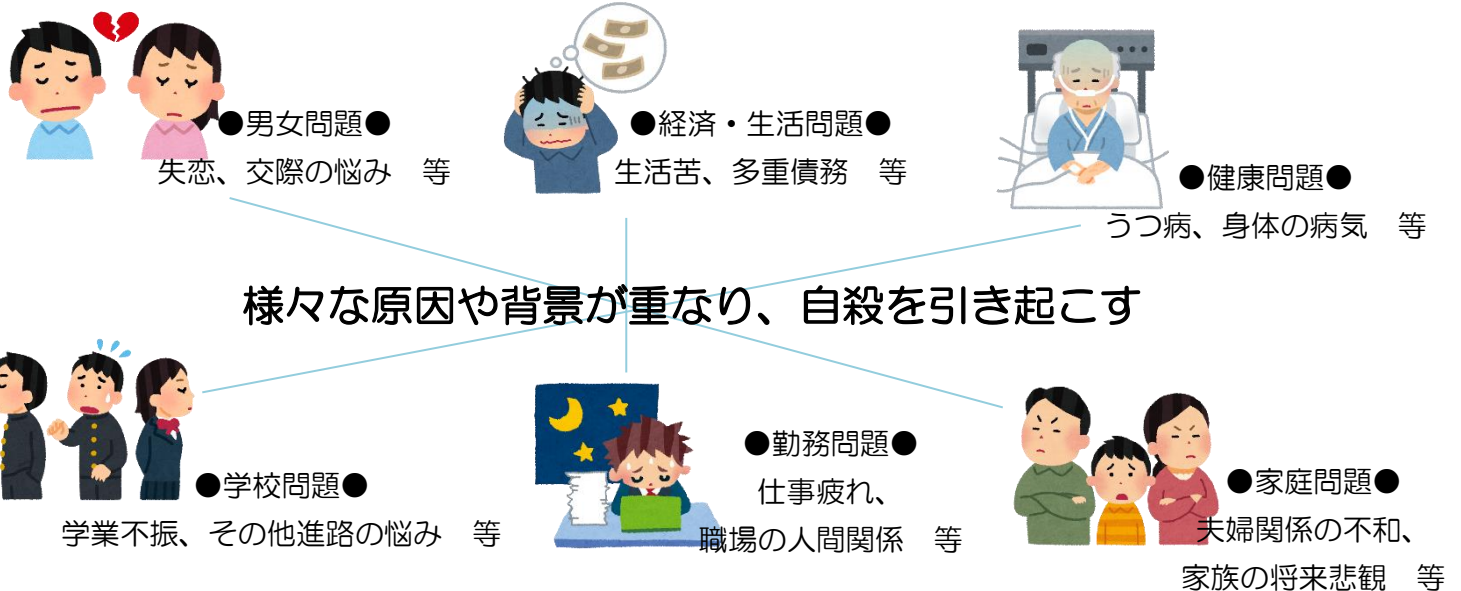 ●男女問題●
失恋、交際の悩み　等
●経済・生活問題●
生活苦、多重債務　等
●健康問題●
うつ病、身体の病気　等
様々な原因や背景が重なり、自殺を引き起こす
●学校問題●
学業不振、その他進路の悩み　等
●勤務問題●
仕事疲れ、
職場の人間関係　等
●家庭問題●
夫婦関係の不和、
家族の将来悲観　等